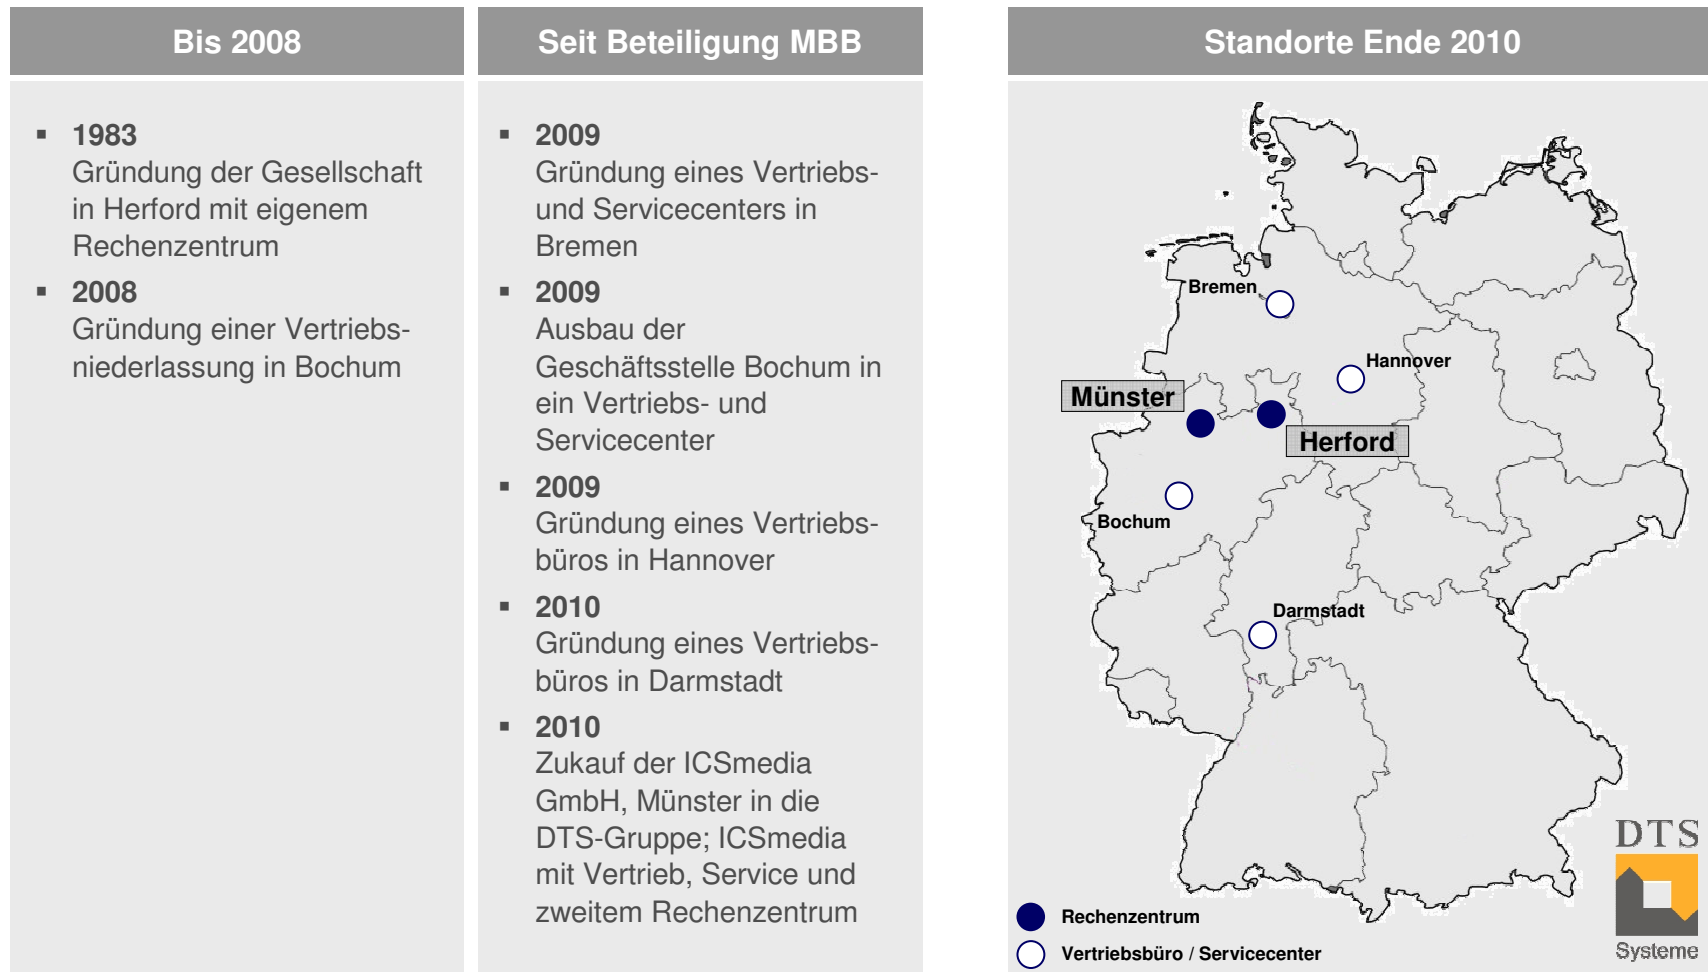 Bis 2008
▪ 1983
Gründung der Gesellschaft
in Herford mit eigenem
Rechenzentrum
▪ 2008
Gründung einer Vertriebs-
niederlassung in Bochum
Seit Beteiligung MBB
▪ 2009
Gründung eines Vertriebs-
und Servicecenters in
Bremen
▪ 2009
Ausbau der
Geschäftsstelle Bochum in
ein Vertriebs- und
Servicecenter
▪ 2009
Gründung eines Vertriebs-
büros in Hannover
▪ 2010
Gründung eines Vertriebs-
büros in Darmstadt
▪ 2010
Zukauf der ICSmedia
GmbH, Münster in die
DTS-Gruppe; ICSmedia
mit Vertrieb, Service und
zweitem Rechenzentrum
Standorte Ende 2010
Bremen
Hannover
Münster
Herford
Bochum
Darmstadt
Rechenzentrum
Vertriebsbüro / Servicecenter
DTS
Systeme